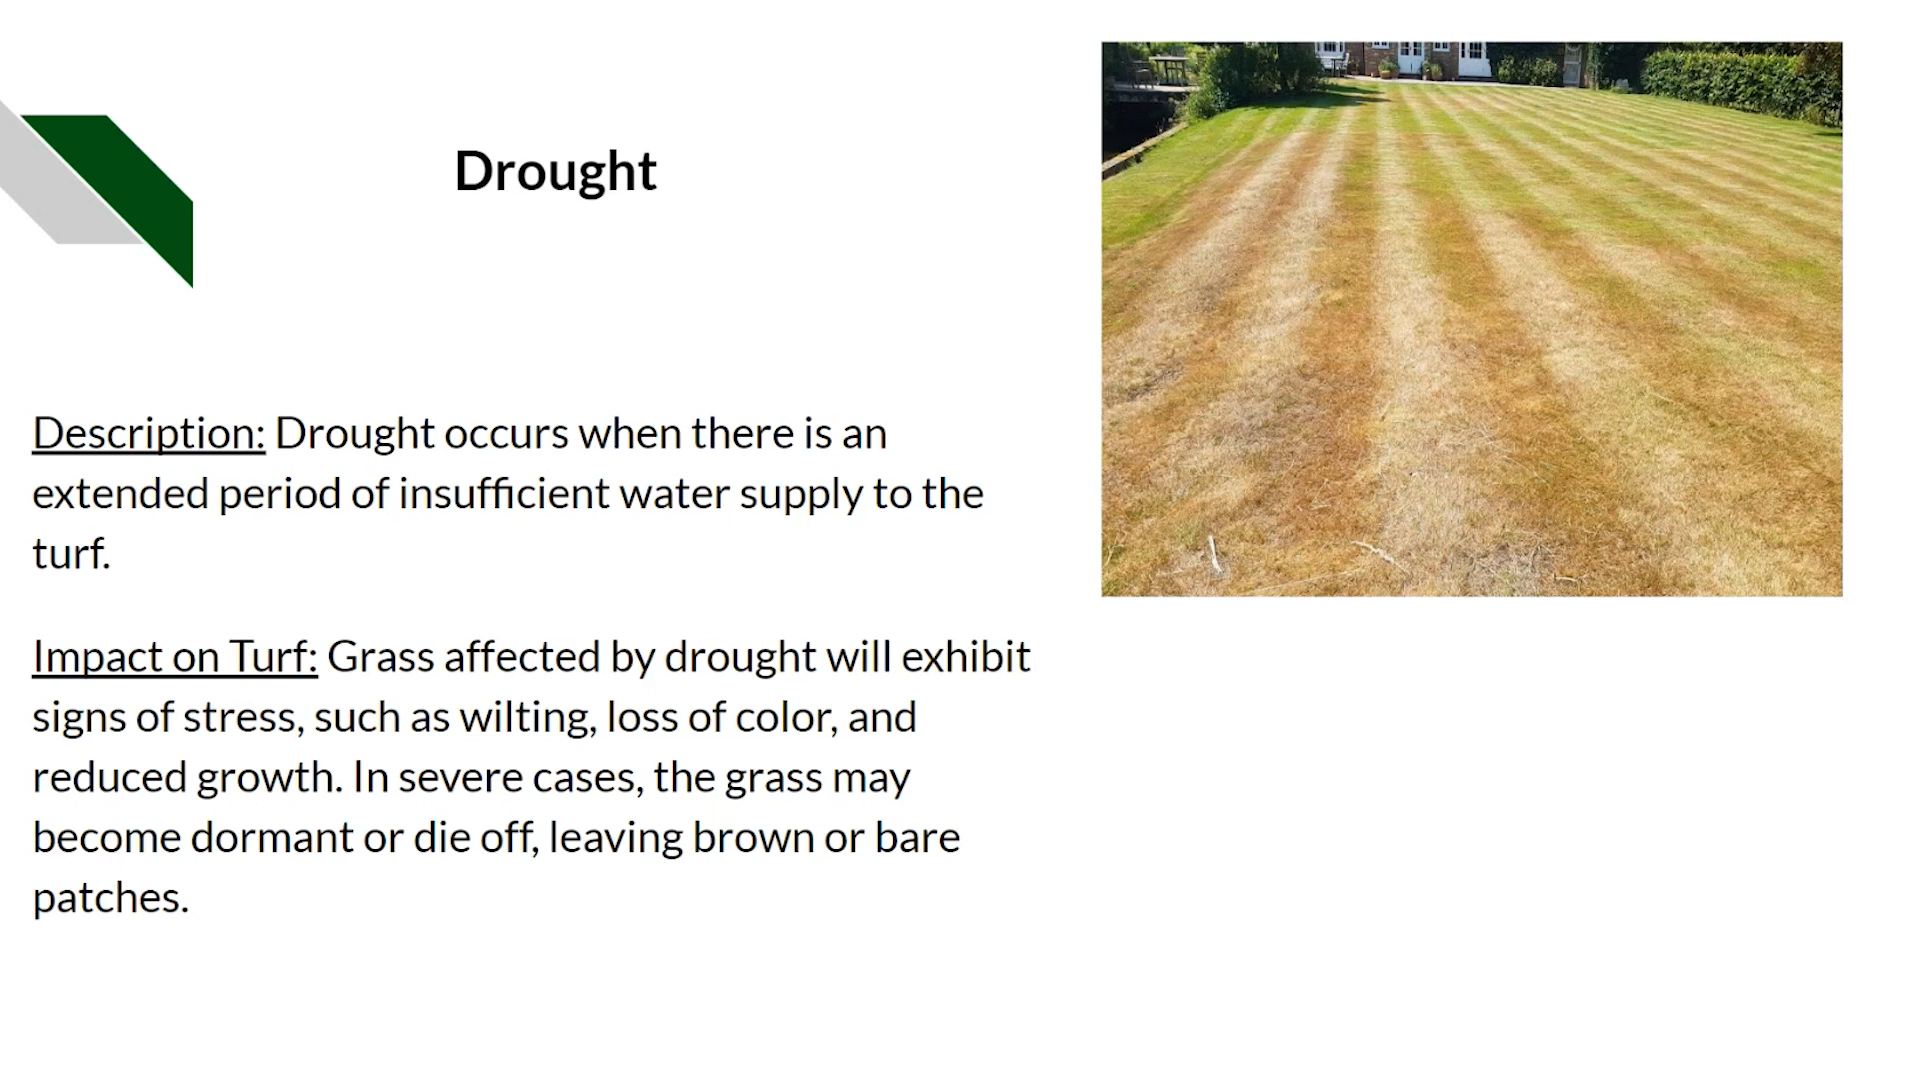 Drought
Description: Drought occurs when there is an
extended period of insufficient water supply to the
turf.
Impact on Turf: Grass affected by drought will exhibit
signs of stress, such as wilting, loss of color, and
reduced growth. In severe cases, the grass may
become dormant or die off, leaving brown or bare
patches.